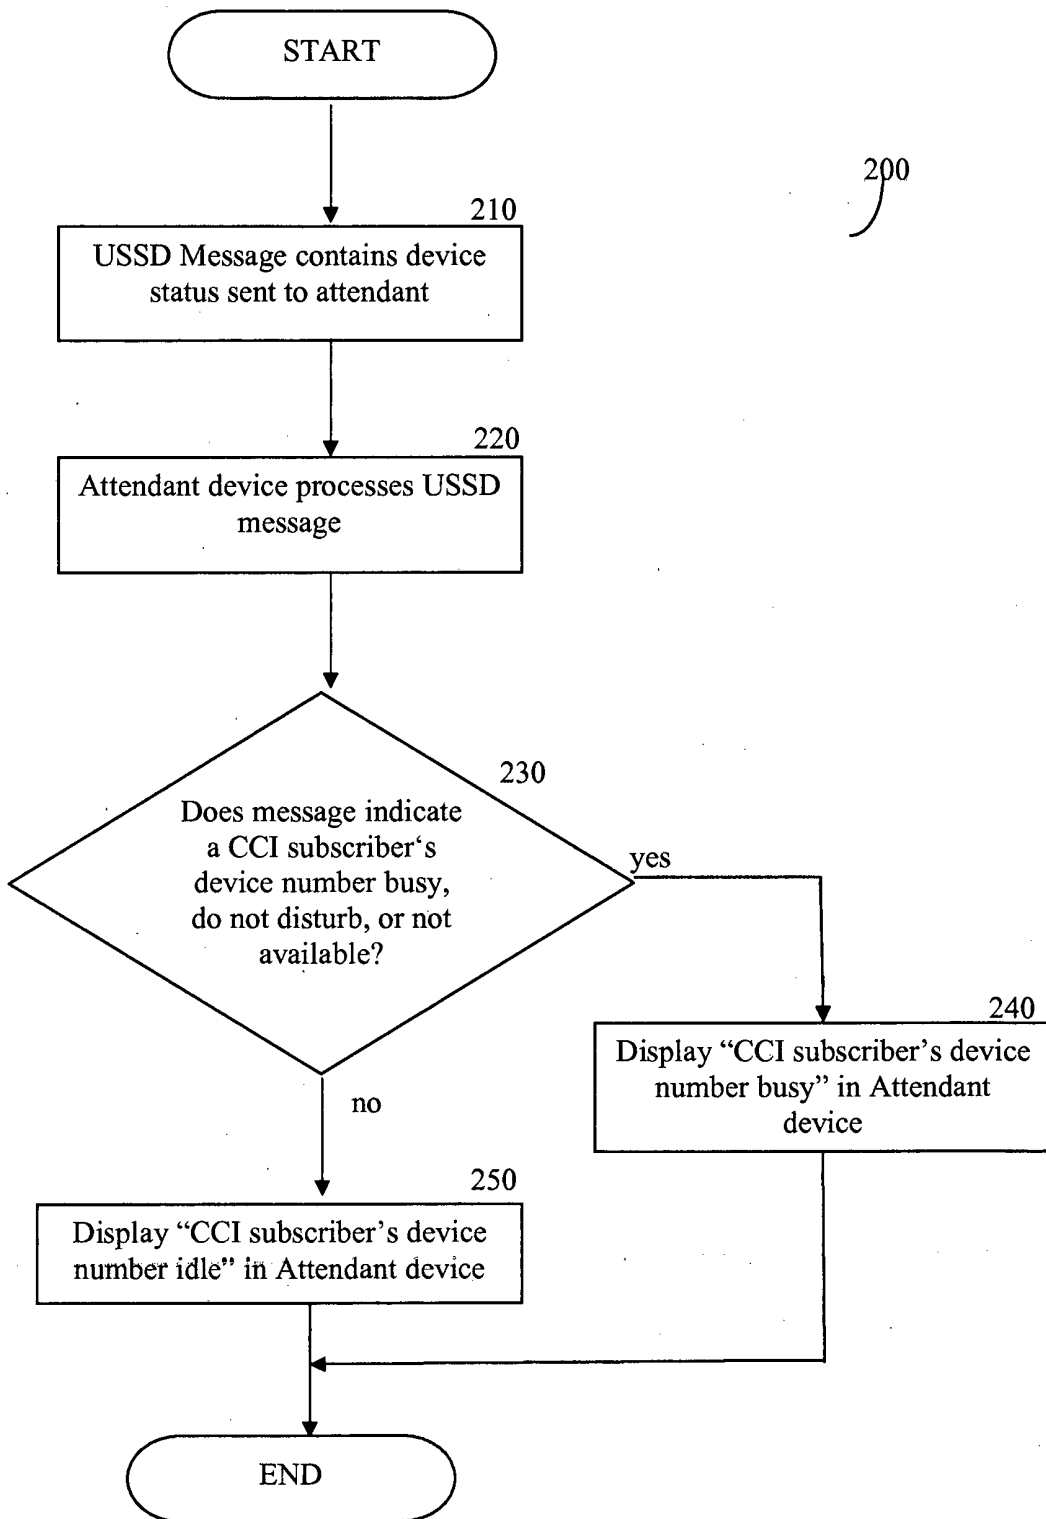 START
200
210
USSD Message contains device
status sent to attendant
220
Attendant device processes USSD
message
230
Does message indicate
a CCI subscriber‘s
device number busy,
do not disturb, or not
available?
yes
240
Display “CCI subscriber’s device
number busy” in Attendant
device
no
250
Display “CCI subscriber’s device
number idle” in Attendant device
END